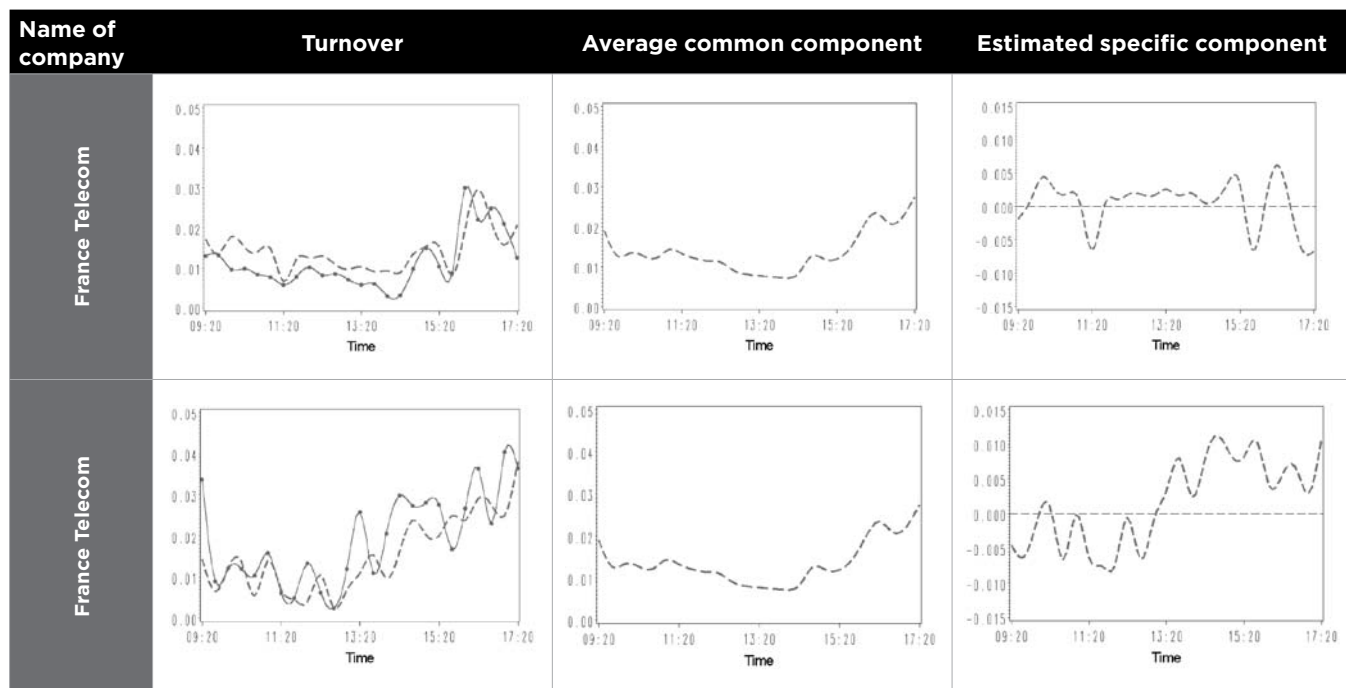 Name of
company
Turnover
Average common component
Estimated specific component
France Telecom
0.05
0.04
0.03
0.02
0.01
0.00
09:20 11:20 13:20 15:20 17:20
Time
0.05
0.04
0.03
0.02
0.01
0.00
09:20 11:20 13:20 15:20 17:20
Time
0.015
0.010
0.005
0.000
-0.005
-0.010
-0.015
09:20 11:20 13:20 15:20 17:20
Time
France Telecom
0.05
0.04
0.03
0.02
0.01
0.00
09:20 11:20 13:20 15:20 17:20
Time
0.05
0.04
0.03
0.02
0.01
0.00
09:20 11:20 13:20 15:20 17:20
Time
0.015
0.010
0.005
0.000
-0.005
-0.010
-0.015
09:20 11:20 13:20 15:20 17:20
Time